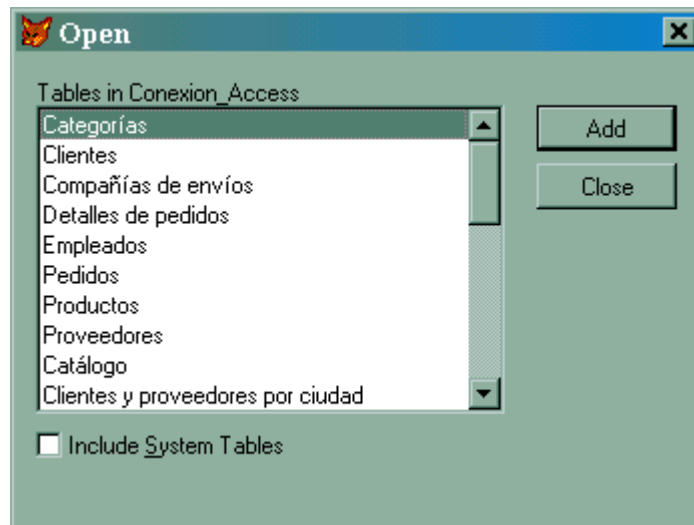 Open
Tables in Conexion_Access
Categorías
Clientes
Compañías de envíos
Detalles de pedidos
Empleados
Pedidos
Productos
Proveedores
Catálogo
Clientes y proveedores por ciudad
Add
Close
Include System Tables